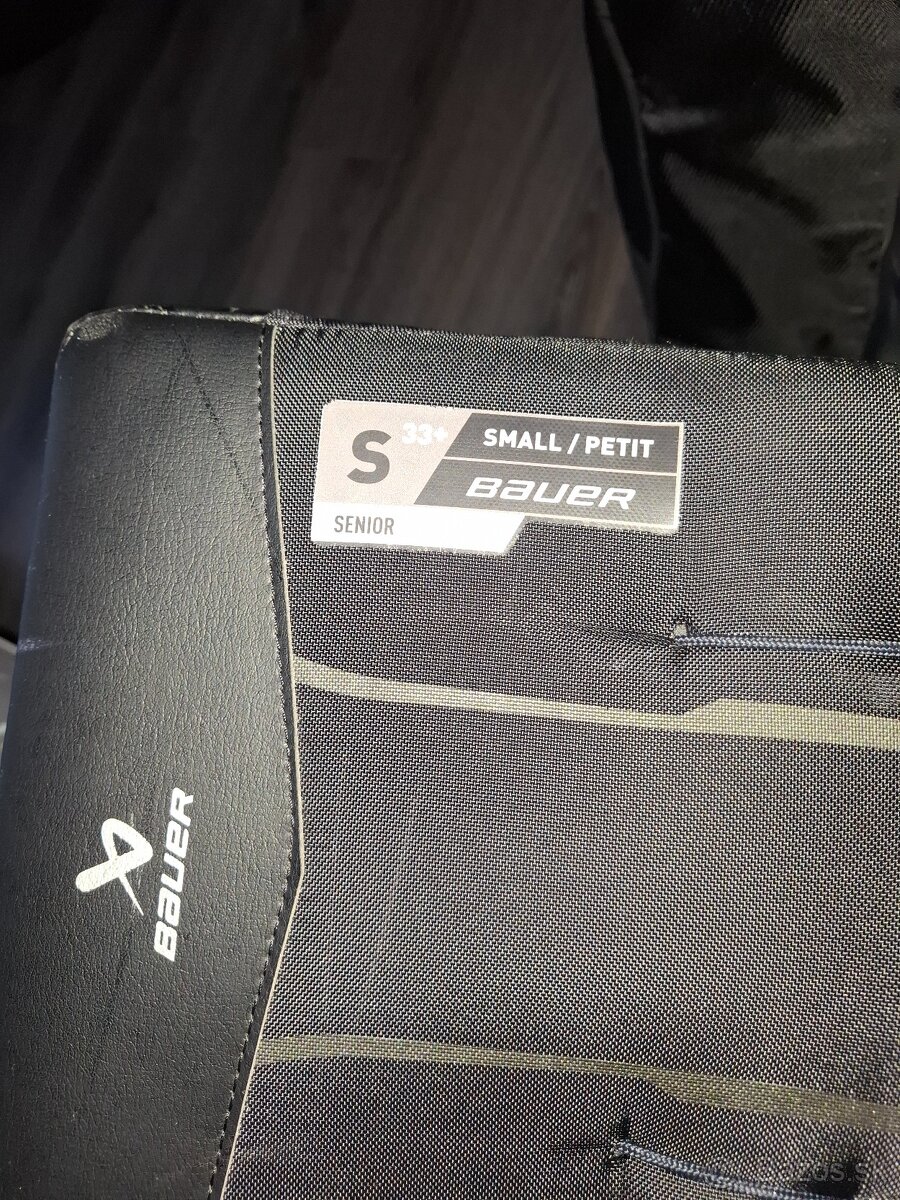 S 33+
SMALL / PETIT
BAUER
SENIOR
BAUER